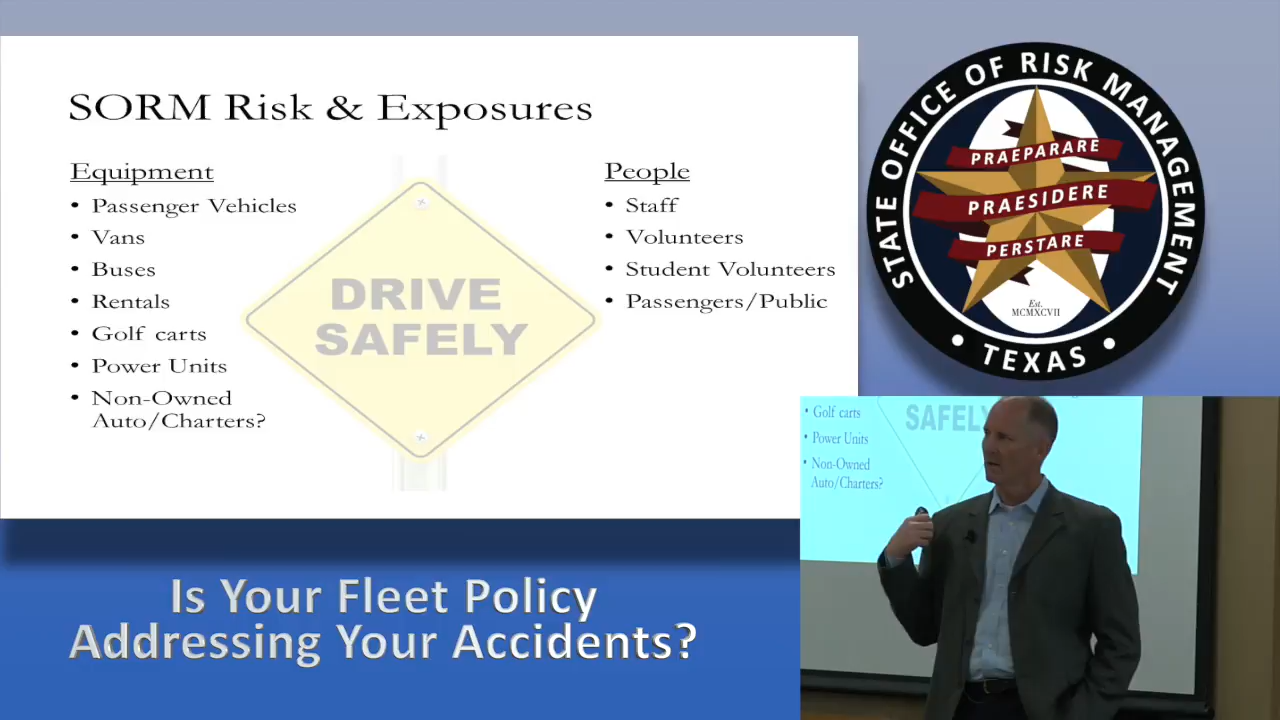 SORM Risk & Exposures
Equipment
• Passenger Vehicles
• Vans
• Buses
• Rentals
• Golf carts
• Power Units
• Non-Owned
Auto/Charters?
People
• Staff
• Volunteers
• Student Volunteers
• Passengers/Public
DRIVE
SAFELY
STATE OFFICE OF RISK MANAGEMENT
PRAEPARARE
PRAESIDERE
PERSTARE
Est.
MCMXCVII
• TEXAS •
• Golf carts
• Power Units
• Non-Owned
Auto/Charters?
SAFELY
Is Your Fleet Policy
Addressing Your Accidents?